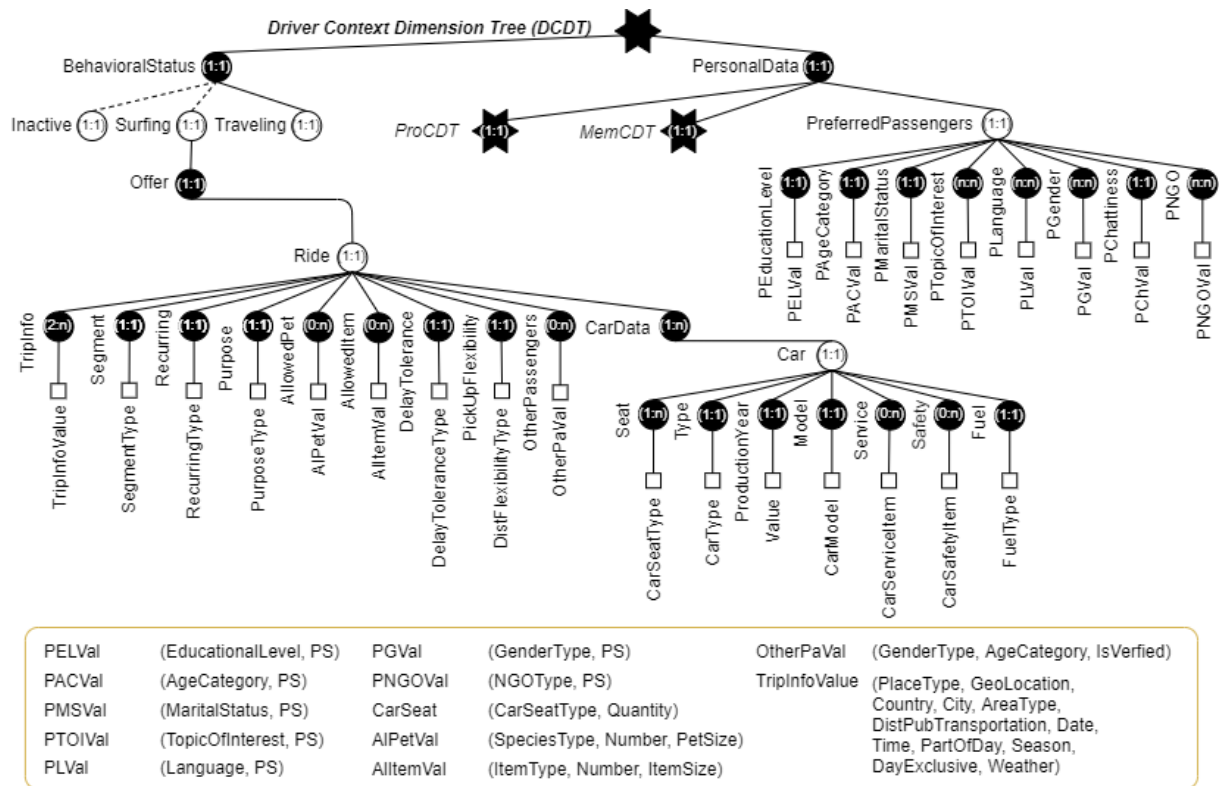 Driver Context Dimension Tree (DCDT)
BehavioralStatus (1:1)
PersonalData (1:1)
Inactive (1:1)
Surfing (1:1)
Traveling (1:1)
ProCDT (1:1)
MemCDT (1:1)
PreferredPassengers (1:1)
Offer (1:1)
PEducationLevel (1:1)
PAgeCategory (1:1)
PMaritalStatus (1:1)
PTopicOfInterest (n:n)
PLanguage (n:n)
PGender (n:n)
PChattiness (1:1)
PNGO (n:n)
PELVal
PACVal
PMSVal
PTOIVal
PLVal
PGVal
PChVal
PNGOVal
Ride (1:1)
TripInfo (2:n)
Segment (1:1)
Recurring (1:1)
Purpose (1:1)
AllowedPet (0:n)
AllowedItem (0:n)
DelayTolerance (1:1)
PickUpFlexibility (1:1)
OtherPassengers (0:n)
CarData (1:n)
TripInfoValue
SegmentType
RecurringType
PurposeType
AlPetVal
AlItemVal
DelayToleranceType
DistFlexibilityType
OtherPaVal
Car (1:1)
Seat (1:n)
Type (1:1)
ProductionYear (1:1)
Model (1:1)
Service (0:n)
Safety (0:n)
Fuel (1:1)
CarSeatType
CarType
Value
CarModel
CarServiceItem
CarSafetyItem
FuelType
PELVal (EducationalLevel, PS)
PACVal (AgeCategory, PS)
PMSVal (MaritalStatus, PS)
PTOIVal (TopicOfInterest, PS)
PLVal (Language, PS)
PGVal (GenderType, PS)
PNGOVal (NGOType, PS)
CarSeat (CarSeatType, Quantity)
AlPetVal (SpeciesType, Number, PetSize)
AlItemVal (ItemType, Number, ItemSize)
OtherPaVal (GenderType, AgeCategory, IsVerfied)
TripInfoValue (PlaceType, GeoLocation,
Country, City, AreaType,
DistPubTransportation, Date,
Time, PartOfDay, Season,
DayExclusive, Weather)